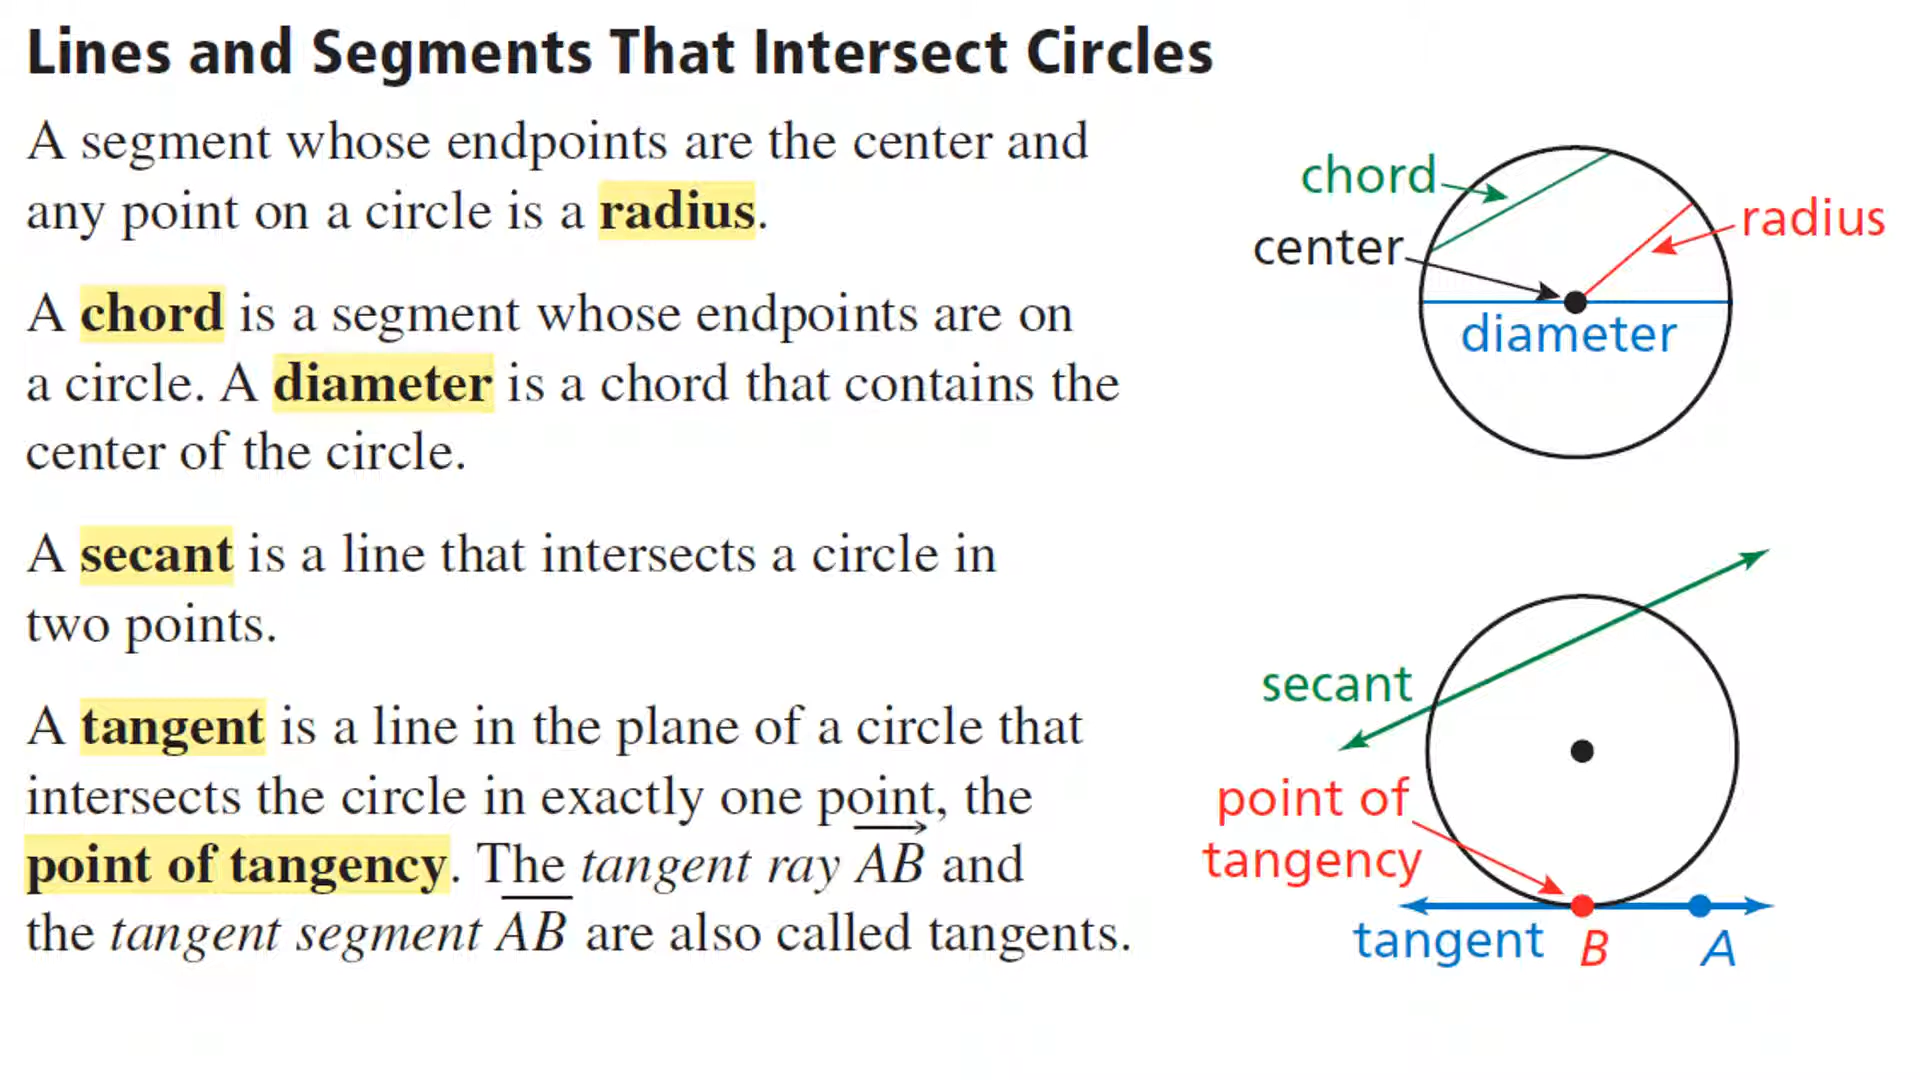 Lines and Segments That Intersect Circles
A segment whose endpoints are the center and
any point on a circle is a radius.
A chord is a segment whose endpoints are on
a circle. A diameter is a chord that contains the
center of the circle.
A secant is a line that intersects a circle in
two points.
A tangent is a line in the plane of a circle that
intersects the circle in exactly one point, the
point of tangency. The tangent ray AB and
the tangent segment AB are also called tangents.
chord
radius
center
diameter
secant
point of
tangency
tangent B A